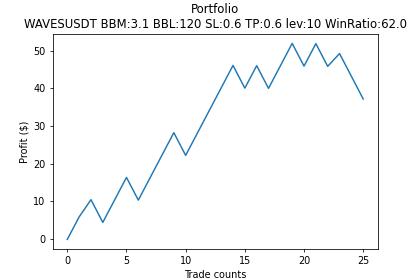 Portfolio
WAVESUSDT BBM:3.1 BBL:120 SL:0.6 TP:0.6 lev:10 WinRatio:62.0
50
40
30
20
10
0
Profit ($)
0 5 10 15 20 25
Trade counts